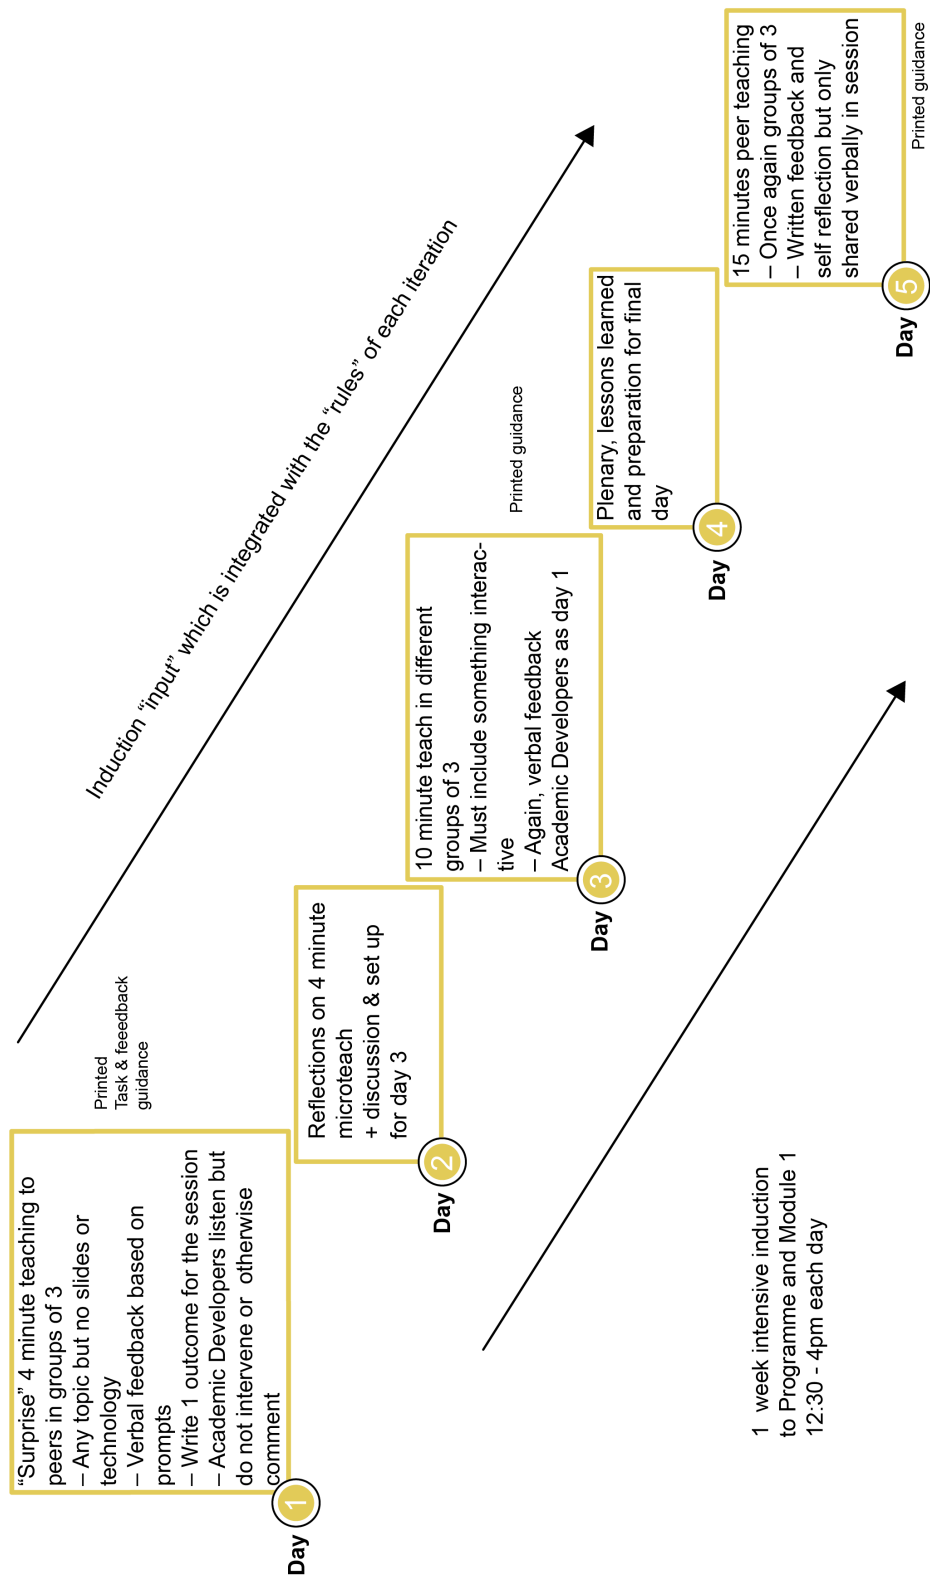 “Surprise” 4 minute teaching to
peers in groups of 3
– Any topic but no slides or
technology
– Verbal feedback based on
prompts
– Write 1 outcome for the session
– Academic Developers listen but
do not intervene or otherwise
comment
Day 1
Printed
Task & feeedback
guidance
Induction “input” which is integrated with the “rules” of each iteration
Reflections on 4 minute
microteach
+ discussion & set up
for day 3
Day 2
10 minute teach in different
groups of 3
– Must include something interac-
tive
– Again, verbal feedback
Academic Developers as day 1
Day 3
Printed guidance
Plenary, lessons learned
and preparation for final
day
Day 4
15 minutes peer teaching
– Once again groups of 3
– Written feedback and
self reflection but only
shared verbally in session
Day 5
Printed guidance
1 week intensive induction
to Programme and Module 1
12:30 - 4pm each day